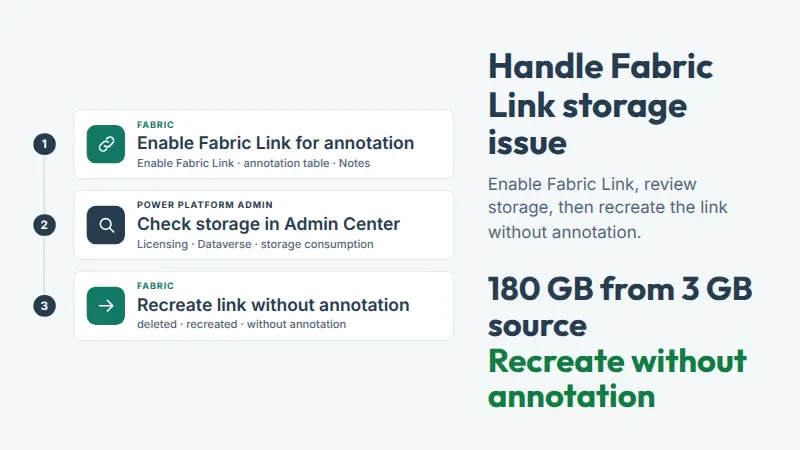 1
FABRIC
Enable Fabric Link for annotation
Enable Fabric Link · annotation table · Notes
2
POWER PLATFORM ADMIN
Check storage in Admin Center
Licensing · Dataverse · storage consumption
3
FABRIC
Recreate link without annotation
deleted · recreated · without annotation
Handle Fabric
Link storage
issue
Enable Fabric Link, review
storage, then recreate the link
without annotation.
180 GB from 3 GB
source
Recreate without
annotation